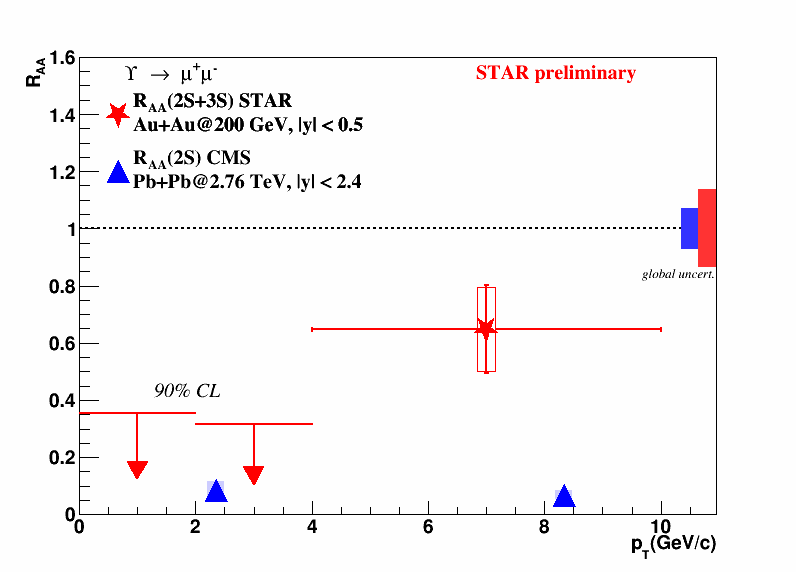 ϒ → μ⁺μ⁻
STAR preliminary
R_AA(2S+3S) STAR
Au+Au@200 GeV, |y| < 0.5
R_AA(2S) CMS
Pb+Pb@2.76 TeV, |y| < 2.4
R_AA
1.6
1.4
1.2
1
0.8
0.6
0.4
0.2
0
global uncert.
90% CL
0 2 4 6 8 10
p_T(GeV/c)